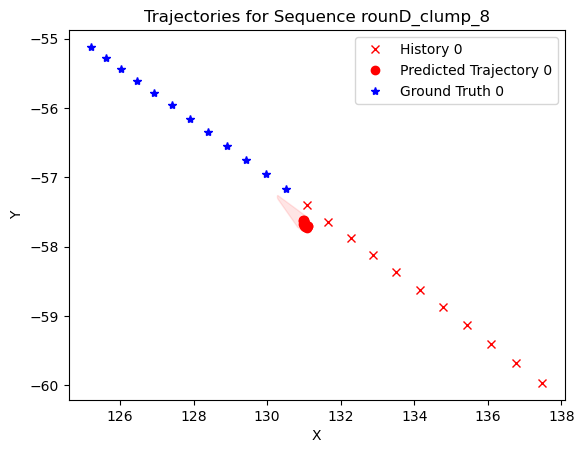 Trajectories for Sequence rounD_clump_8
History 0
Predicted Trajectory 0
Ground Truth 0
Y
−55
−56
−57
−58
−59
−60
126
128
130
132
134
136
138
X